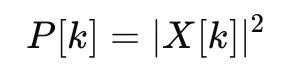 P[k] = |X[k]|²